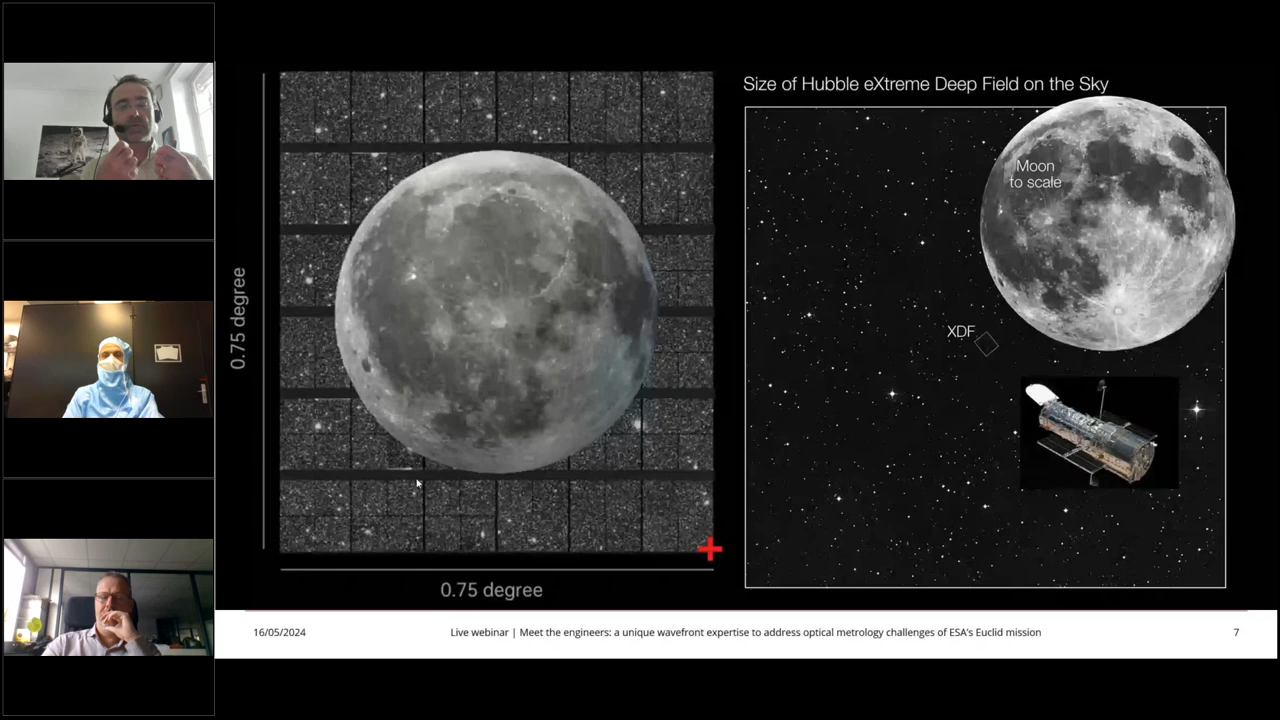 0.75 degree
0.75 degree
Size of Hubble eXtreme Deep Field on the Sky
Moon
to scale
XDF
16/05/2024
Live webinar | Meet the engineers: a unique wavefront expertise to address optical metrology challenges of ESA's Euclid mission
7